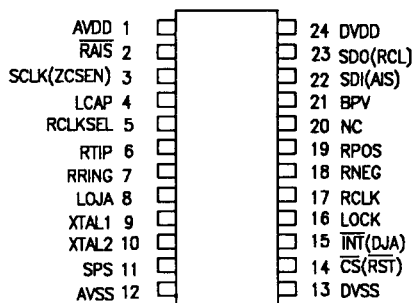 AVDD 1
RAIS 2
SCLK(ZCSEN) 3
LCAP 4
RCLKSEL 5
RTIP 6
RRING 7
LOJA 8
XTAL1 9
XTAL2 10
SPS 11
AVSS 12
24 DVDD
23 SDO(RCL)
22 SDI(AIS)
21 BPV
20 NC
19 RPOS
18 RNEG
17 RCLK
16 LOCK
15 INT(DJA)
14 CS(RST)
13 DVSS